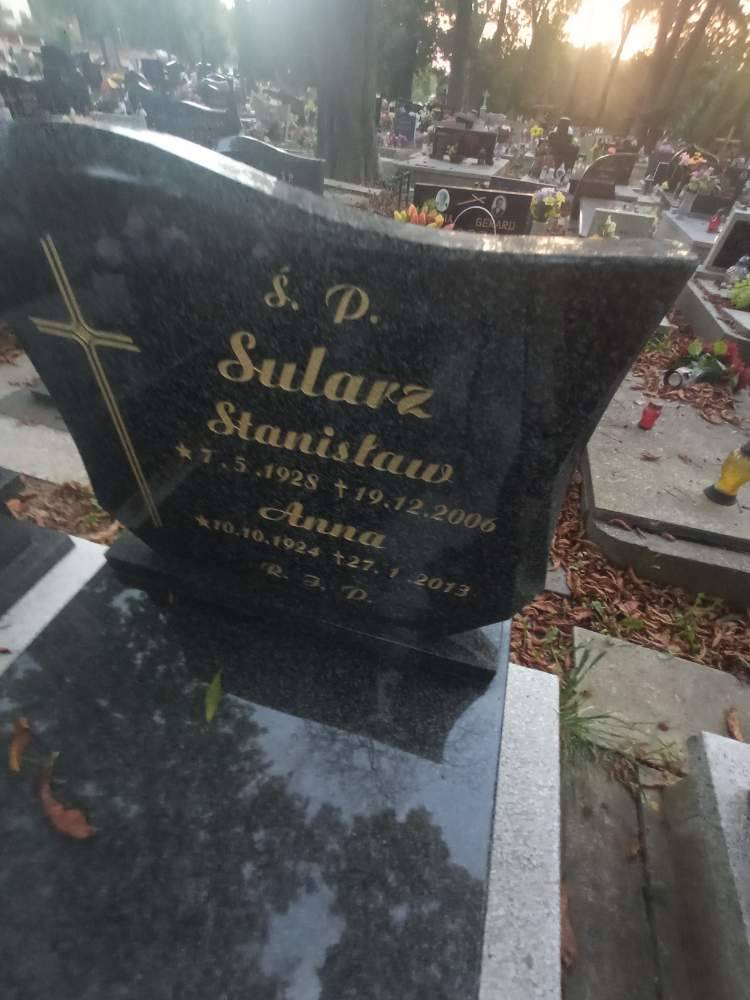 GERARD
Ś. P.
Sularz
Stanisław
★ 7.5.1928 ✝ 19.12.2006
Anna
★ 10.10.1924 ✝ 27.1.2013
R. I. P.